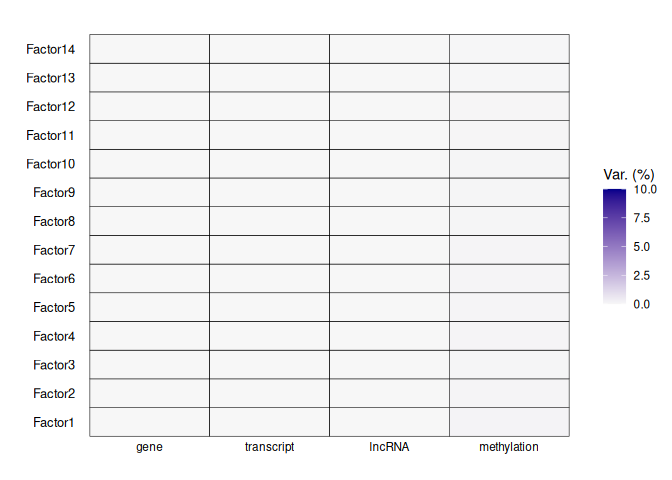 Factor14
Factor13
Factor12
Factor11
Factor10
Factor9
Factor8
Factor7
Factor6
Factor5
Factor4
Factor3
Factor2
Factor1
gene transcript lncRNA methylation
Var. (%)
10.0
7.5
5.0
2.5
0.0